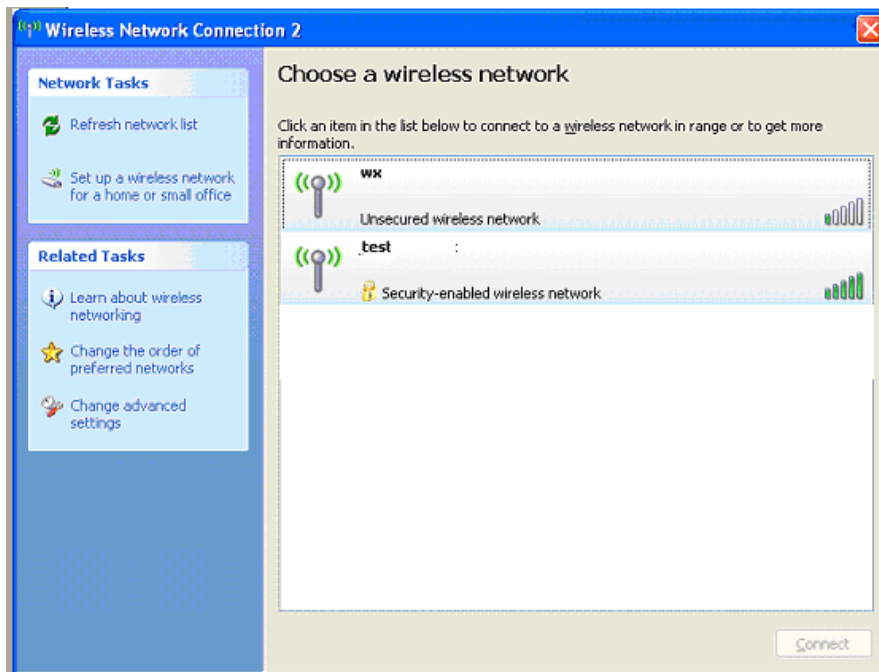 Wireless Network Connection 2
Network Tasks
Refresh network list
Set up a wireless network
for a home or small office
Related Tasks
Learn about wireless
networking
Change the order of
preferred networks
Change advanced
settings
Choose a wireless network
Click an item in the list below to connect to a wireless network in range or to get more
information.
wx
Unsecured wireless network
test :
Security-enabled wireless network
Connect